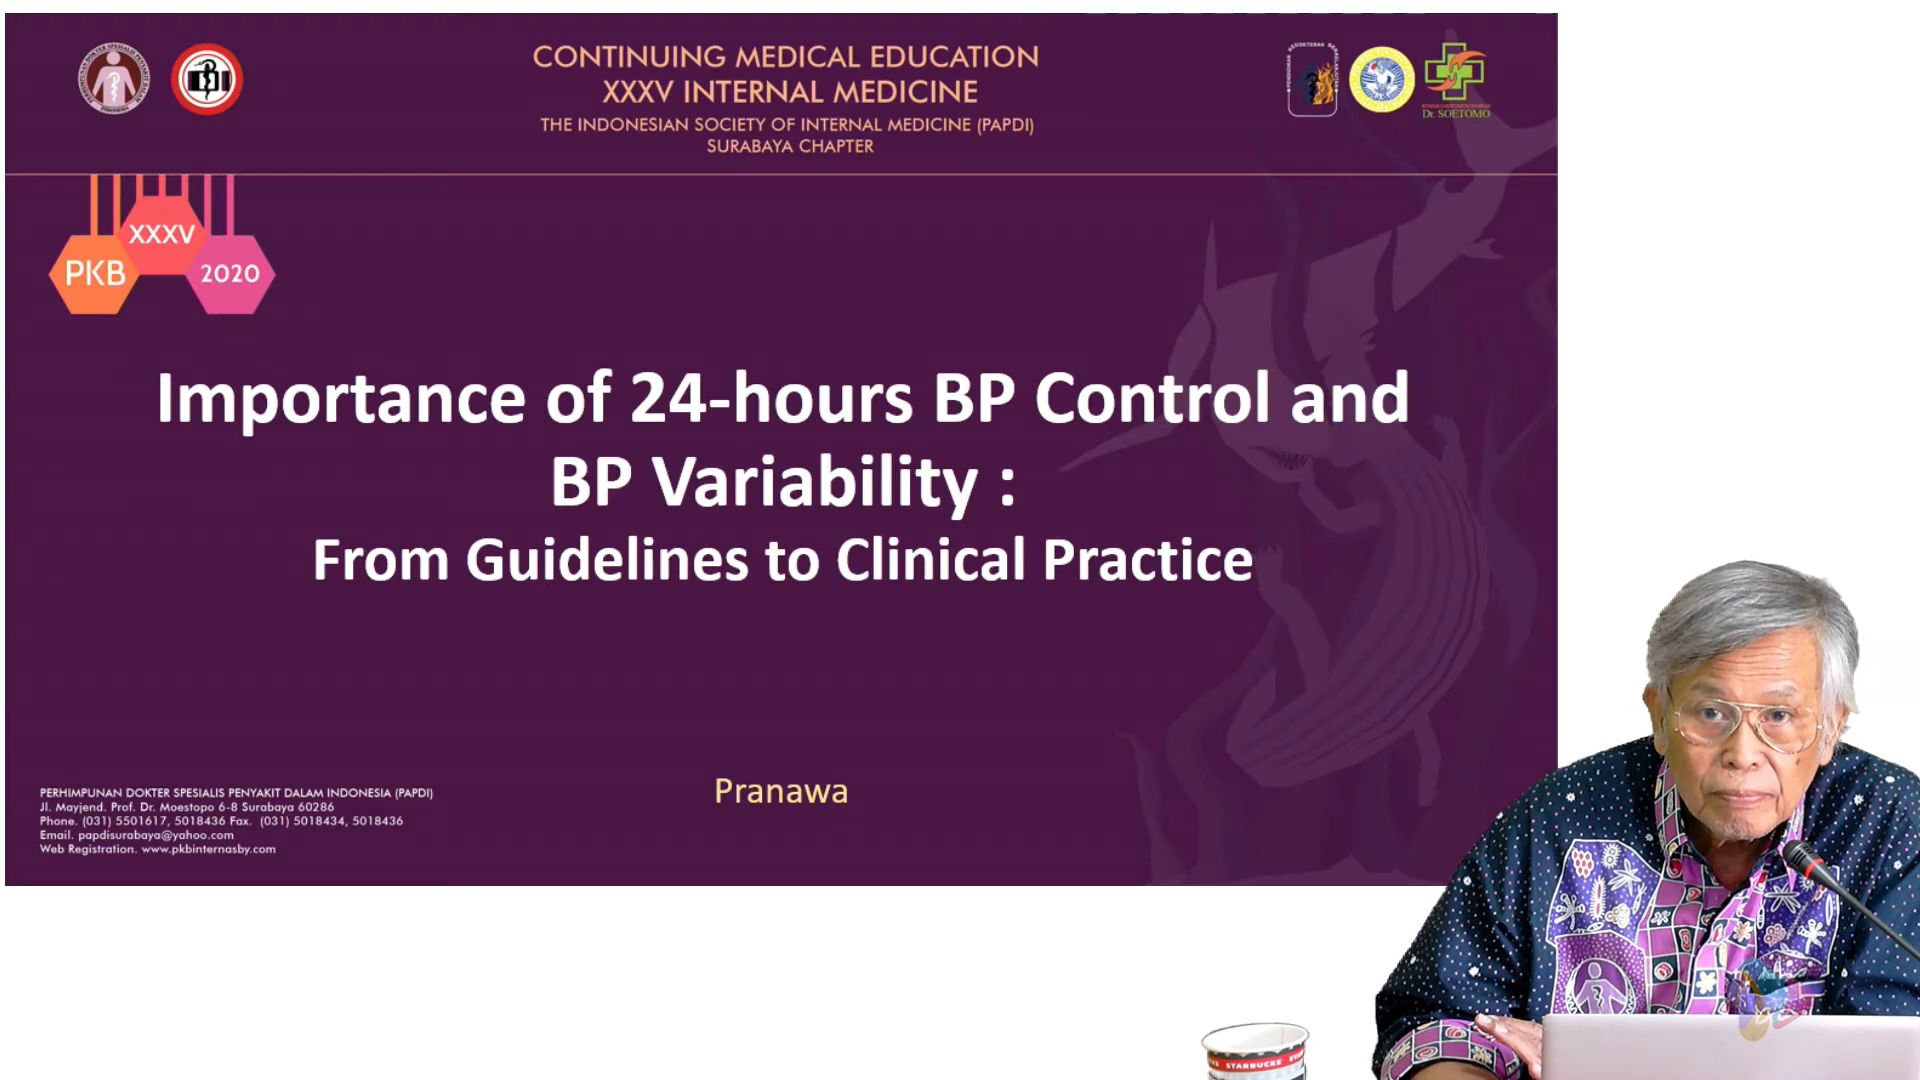 CONTINUING MEDICAL EDUCATION
XXXV INTERNAL MEDICINE
THE INDONESIAN SOCIETY OF INTERNAL MEDICINE (PAPDI)
SURABAYA CHAPTER
Dr. SOETOMO
XXXV
PKB
2020
Importance of 24-hours BP Control and
BP Variability :
From Guidelines to Clinical Practice
Pranawa
PERHIMPUNAN DOKTER SPESIALIS PENYAKIT DALAM INDONESIA (PAPDI)
Jl. Mayjend. Prof. Dr. Moestopo 6-8 Surabaya 60286
Phone. (031) 5501617, 5018436 Fax. (031) 5018434, 5018436
Email. papdisurabaya@yahoo.com
Web Registration. www.pkbinternasby.com
STARBUCKS